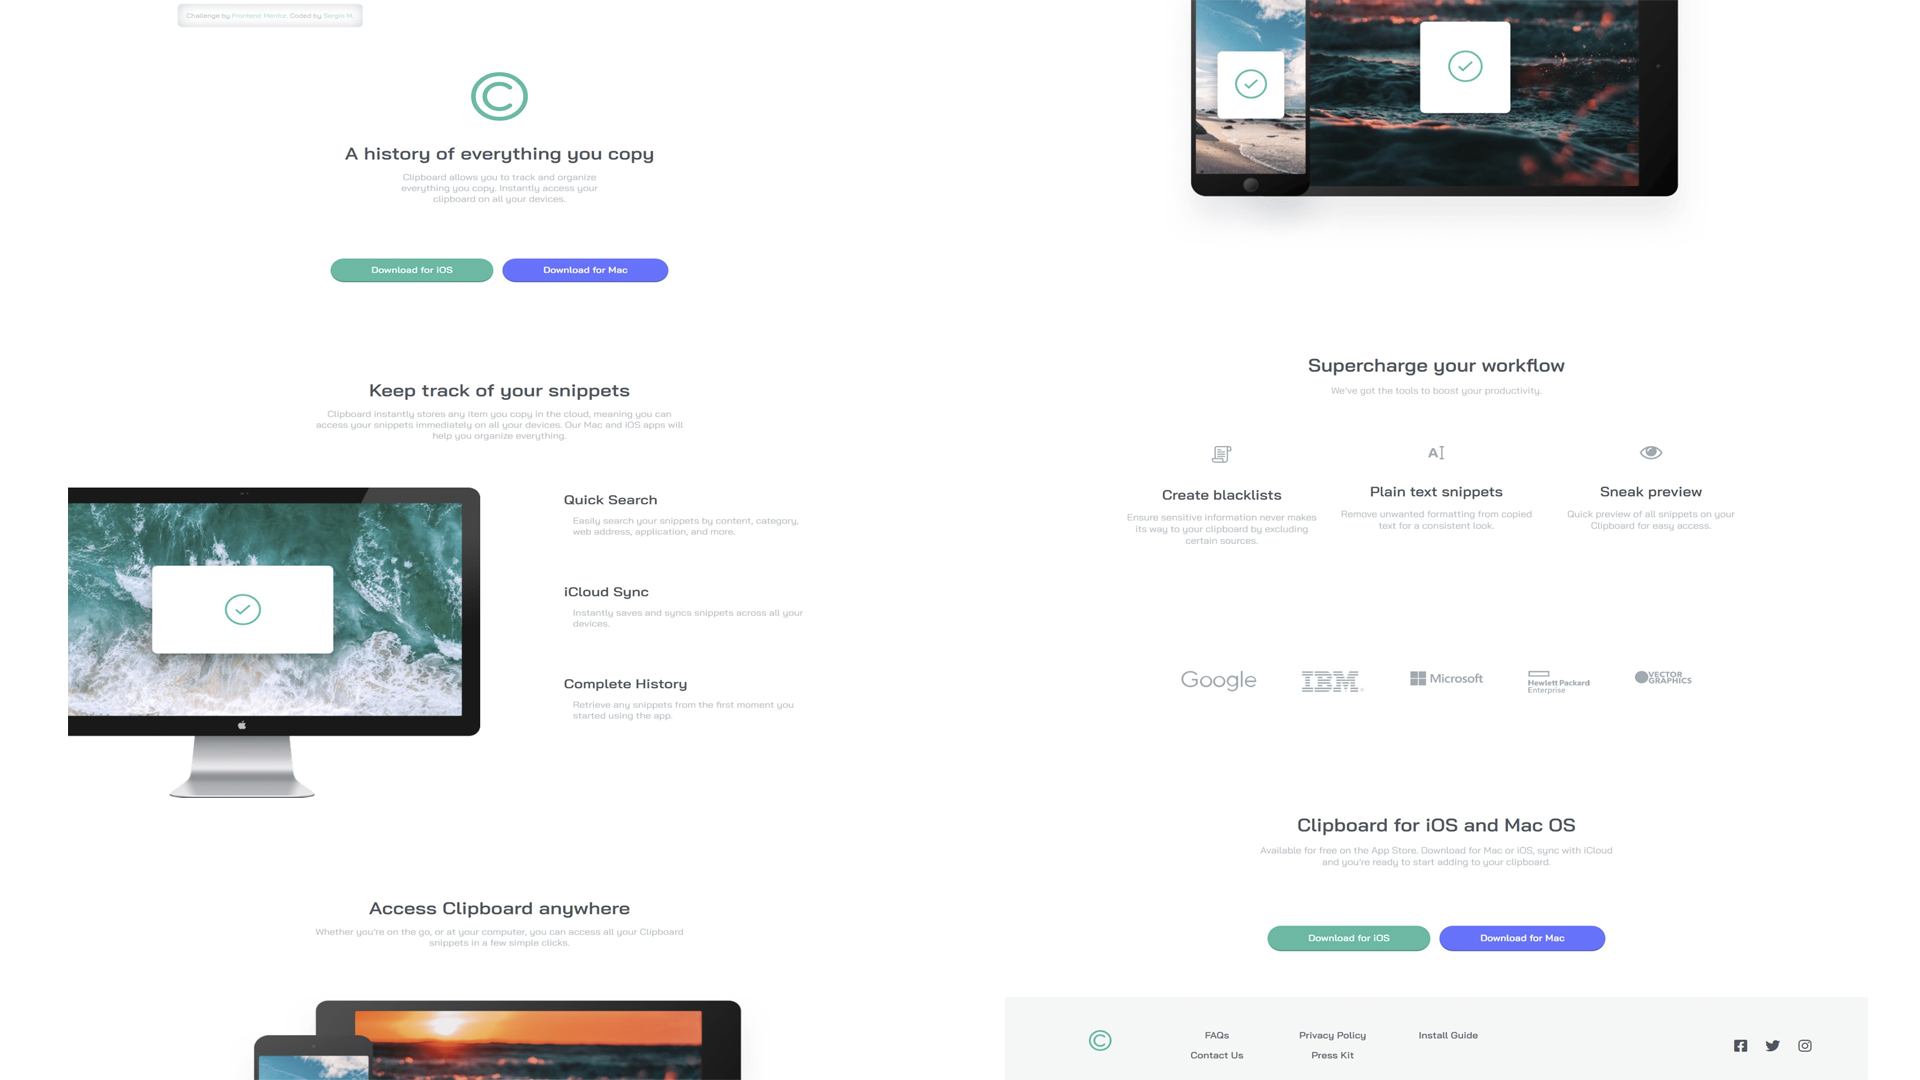 Challenge by Frontend Mentor. Coded by Sergio M.
A history of everything you copy
Clipboard allows you to track and organize
everything you copy. Instantly access your
clipboard on all your devices.
Download for iOS
Download for Mac
Keep track of your snippets
Clipboard instantly stores any item you copy in the cloud, meaning you can
access your snippets immediately on all your devices. Our Mac and iOS apps will
help you organize everything.
Quick Search
Easily search your snippets by content, category,
web address, application, and more.
iCloud Sync
Instantly saves and syncs snippets across all your
devices.
Complete History
Retrieve any snippets from the first moment you
started using the app.
Access Clipboard anywhere
Whether you're on the go, or at your computer, you can access all your Clipboard
snippets in a few simple clicks.
Supercharge your workflow
We've got the tools to boost your productivity.
Create blacklists
Ensure sensitive information never makes
its way to your clipboard by excluding
certain sources.
Plain text snippets
Remove unwanted formatting from copied
text for a consistent look.
Sneak preview
Quick preview of all snippets on your
Clipboard for easy access.
Google
IBM
Microsoft
Hewlett Packard
Enterprise
VECTOR
GRAPHICS
Clipboard for iOS and Mac OS
Available for free on the App Store. Download for Mac or iOS, sync with iCloud
and you're ready to start adding to your clipboard.
Download for iOS
Download for Mac
FAQs
Contact Us
Privacy Policy
Press Kit
Install Guide